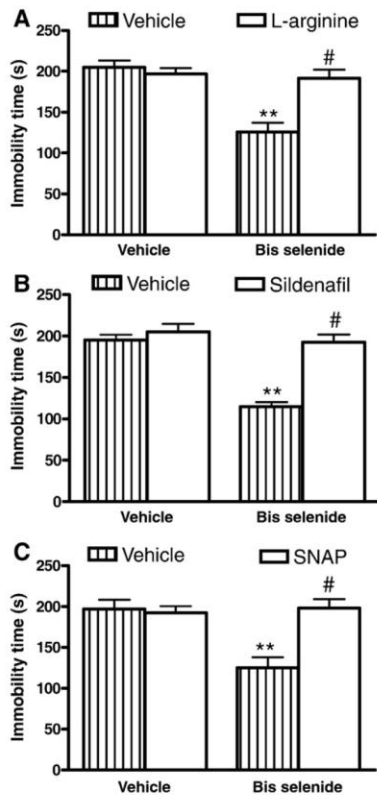 A Vehicle L-arginine
Immobility time (s)
250
200
150
100
50
0
**
#
Vehicle Bis selenide
B Vehicle Sildenafil
Immobility time (s)
250
200
150
100
50
0
**
#
Vehicle Bis selenide
C Vehicle SNAP
Immobility time (s)
250
200
150
100
50
0
**
#
Vehicle Bis selenide